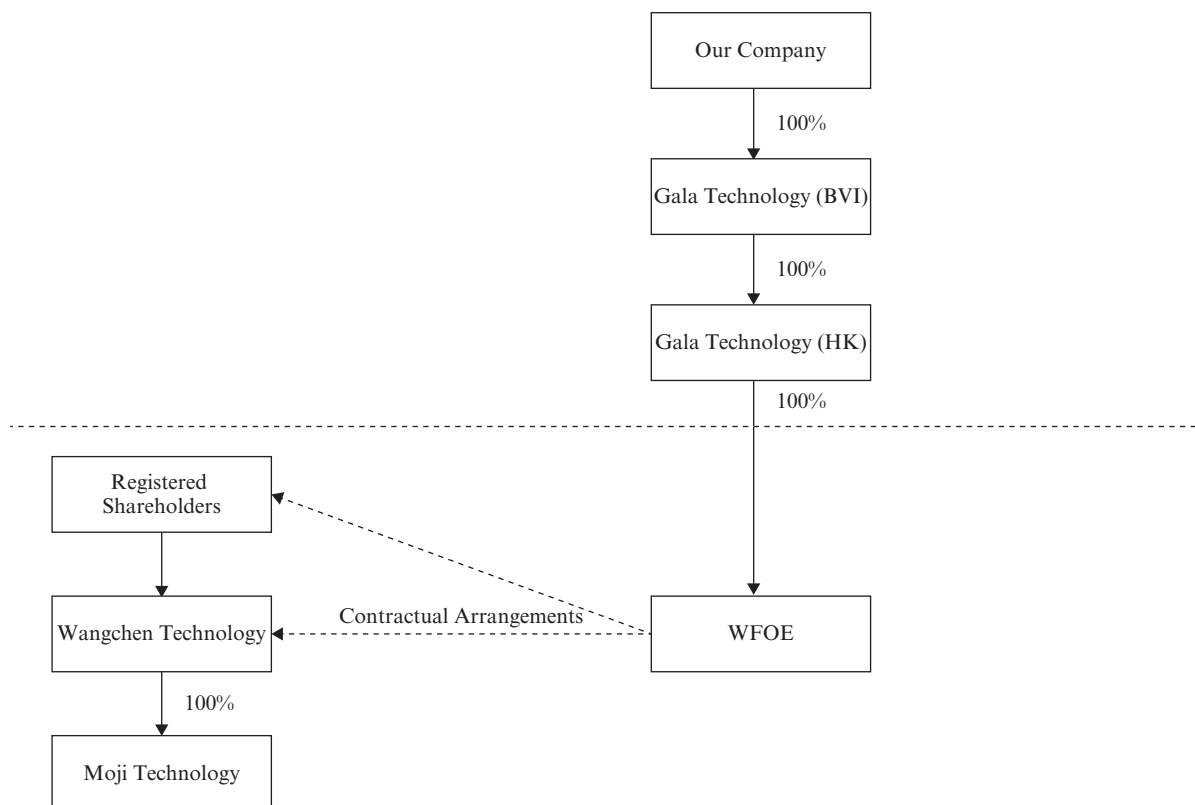 Our Company
100%
Gala Technology (BVI)
100%
Gala Technology (HK)
100%
Registered
Shareholders
Contractual Arrangements
Wangchen Technology
WFOE
100%
Moji Technology